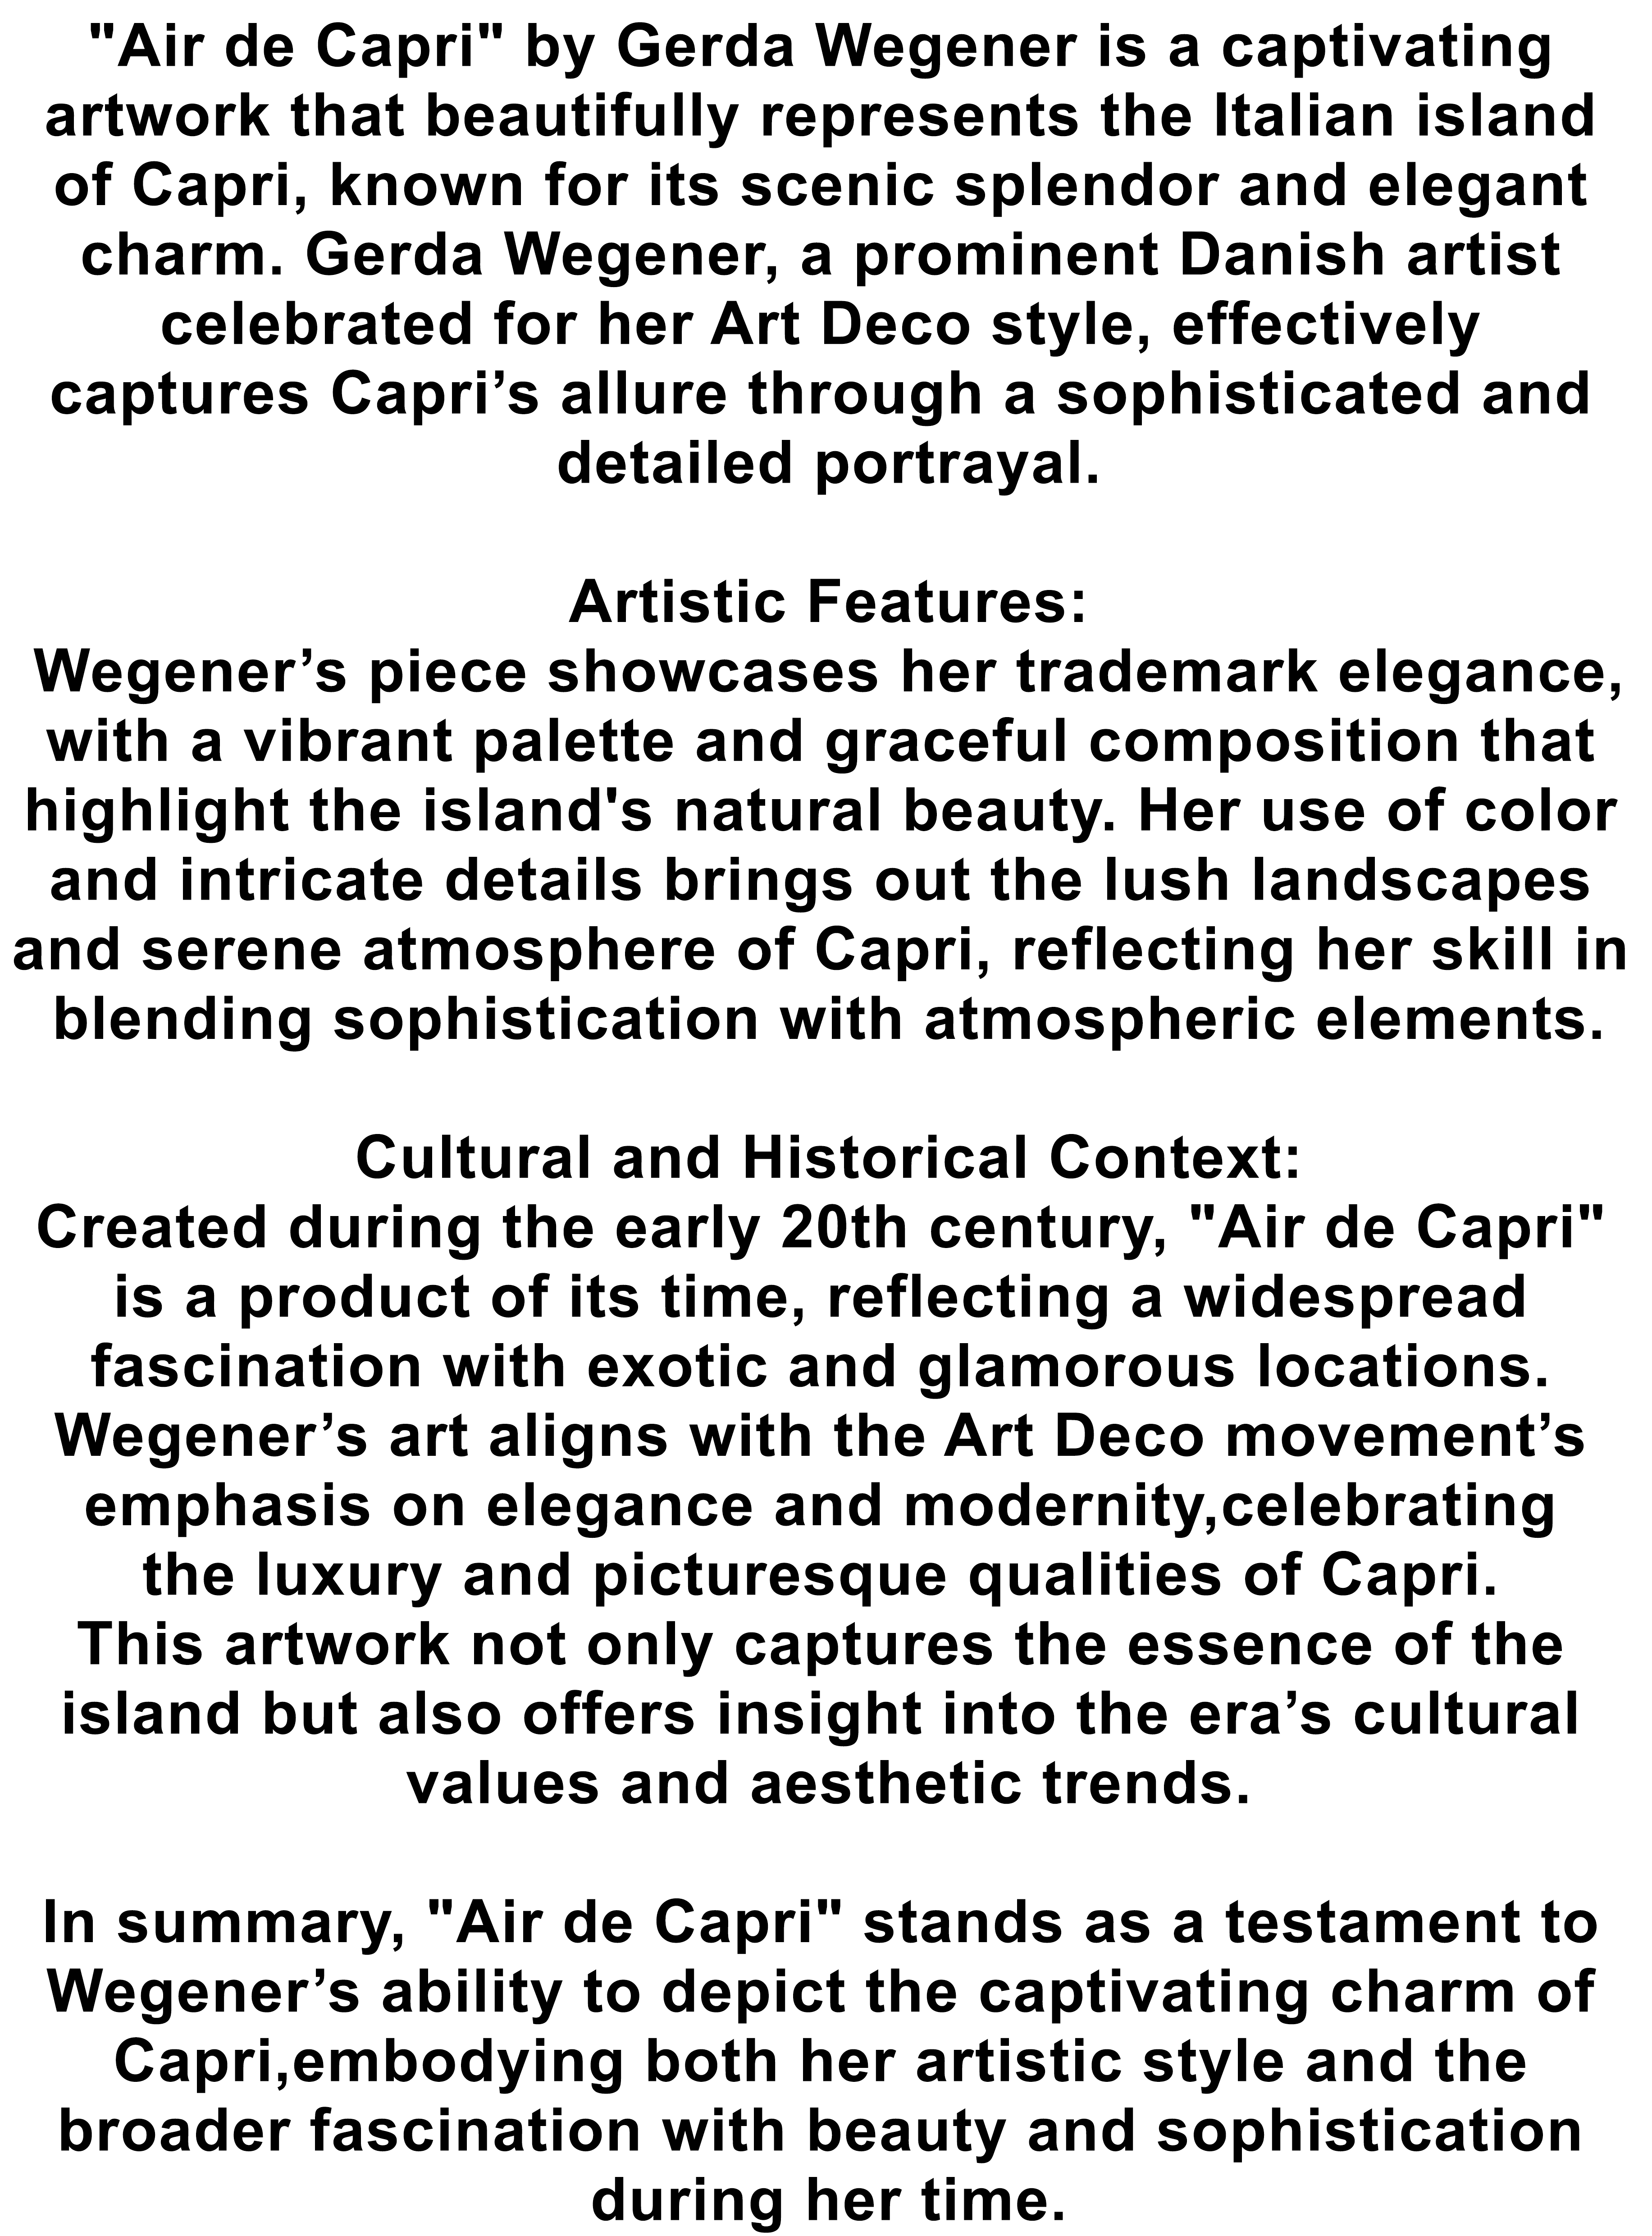 "Air de Capri" by Gerda Wegener is a captivating
artwork that beautifully represents the Italian island
of Capri, known for its scenic splendor and elegant
charm. Gerda Wegener, a prominent Danish artist
celebrated for her Art Deco style, effectively
captures Capri’s allure through a sophisticated and
detailed portrayal.
Artistic Features:
Wegener’s piece showcases her trademark elegance,
with a vibrant palette and graceful composition that
highlight the island's natural beauty. Her use of color
and intricate details brings out the lush landscapes
and serene atmosphere of Capri, reflecting her skill in
blending sophistication with atmospheric elements.
Cultural and Historical Context:
Created during the early 20th century, "Air de Capri"
is a product of its time, reflecting a widespread
fascination with exotic and glamorous locations.
Wegener’s art aligns with the Art Deco movement’s
emphasis on elegance and modernity,celebrating
the luxury and picturesque qualities of Capri.
This artwork not only captures the essence of the
island but also offers insight into the era’s cultural
values and aesthetic trends.
In summary, "Air de Capri" stands as a testament to
Wegener’s ability to depict the captivating charm of
Capri,embodying both her artistic style and the
broader fascination with beauty and sophistication
during her time.